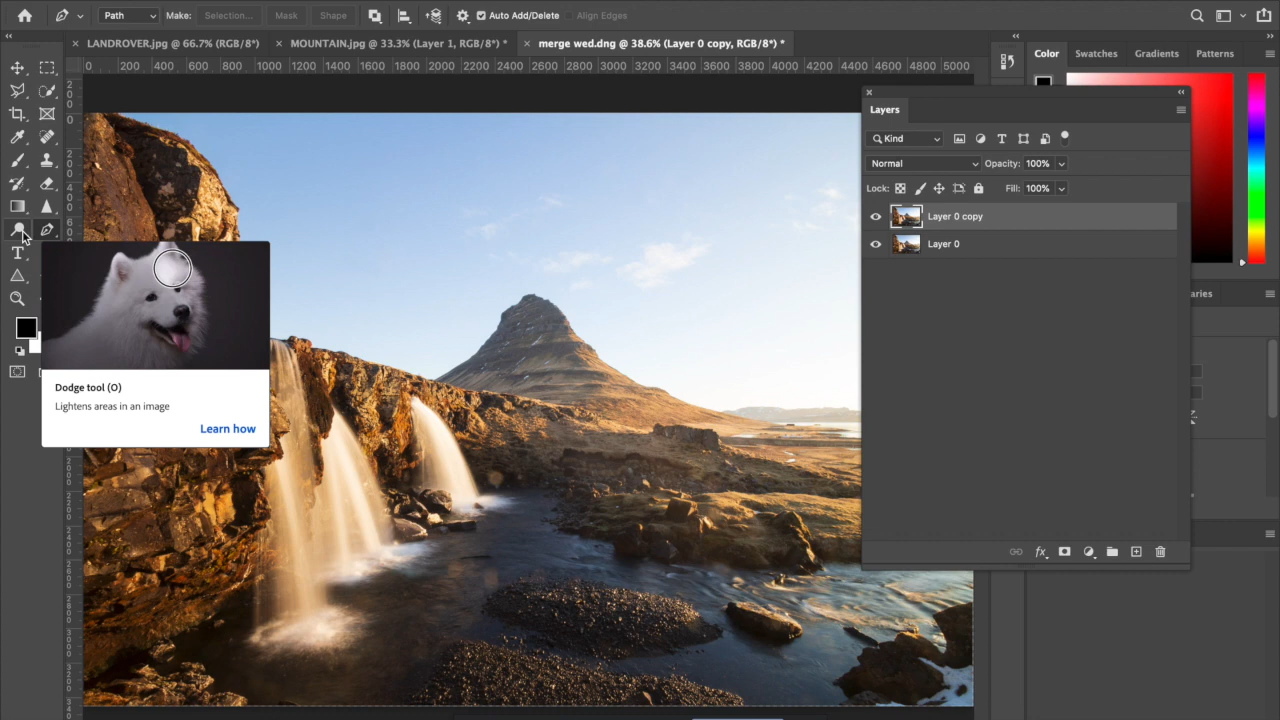 Path Make: Selection... Mask Shape Auto Add/Delete Align Edges
LANDROVER.jpg @ 66.7% (RGB/8*) MOUNTAIN.jpg @ 33.3% (Layer 1, RGB/8*) * merge wed.dng @ 38.6% (Layer 0 copy, RGB/8*) *
0 200 400 600 800 1000 1200 1400 1600 1800 2000 2200 2400 2600 2800 3000 3200 3400 3600 3800 4000 4200 4400 4600 4800 5000
Color Swatches Gradients Patterns
Layers
Kind
Normal Opacity: 100%
Lock: Fill: 100%
Layer 0 copy
Layer 0
aries
Dodge tool (O)
Lightens areas in an image
Learn how
fx